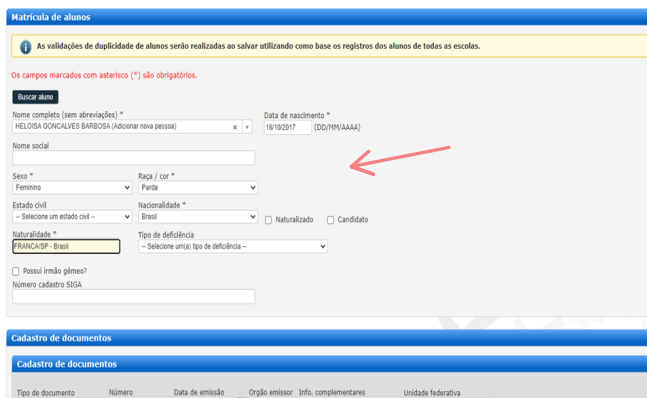 Matrícula de alunos
As validações de duplicidade de alunos serão realizadas ao salvar utilizando como base os registros dos alunos de todas as escolas.
Os campos marcados com asterisco (*) são obrigatórios.
Buscar aluno
Nome completo (sem abreviações) * Data de nascimento *
HELOISA GONCALVES BARBOSA (Adicionar nova pessoa) x 16/10/2017 (DD/MM/AAAA)
Nome social
Sexo * Raça / cor *
Feminino Parda
Estado civil Nacionalidade *
-- Selecione um estado civil -- Brasil Naturalizado Candidato
Naturalidade * Tipo de deficiência
FRANCA/SP - Brasil -- Selecione um(a) tipo de deficiência --
Possui irmão gêmeo?
Número cadastro SIGA
Cadastro de documentos
Cadastro de documentos
Tipo de documento Número Data de emissão Orgão emissor Info. complementares Unidade federativa